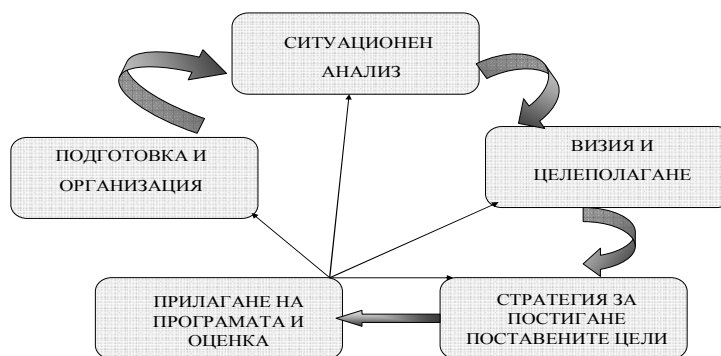 СИТУАЦИОНЕН
АНАЛИЗ
ПОДГОТОВКА И
ОРГАНИЗАЦИЯ
ВИЗИЯ И
ЦЕЛЕПОЛАГАНЕ
ПРИЛАГАНЕ НА
ПРОГРАМАТА И
ОЦЕНКА
СТРАТЕГИЯ ЗА
ПОСТИГАНЕ
ПОСТАВЕНИТЕ ЦЕЛИ